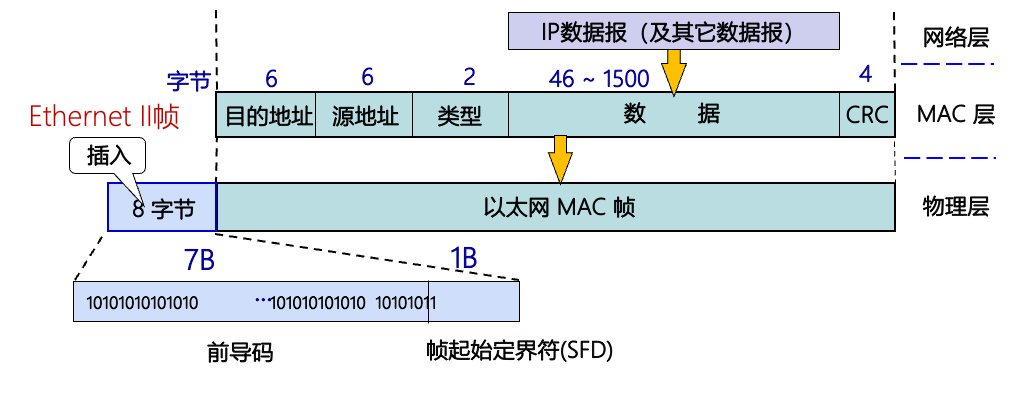 IP数据报（及其它数据报）
网络层
字节 6 6 2 46 ~ 1500 4
Ethernet II帧
目的地址 源地址 类型 数 据 CRC
MAC 层
插入
8 字节
以太网 MAC 帧
物理层
7B 1B
10101010101010 ...101010101010 10101011
前导码
帧起始定界符(SFD)